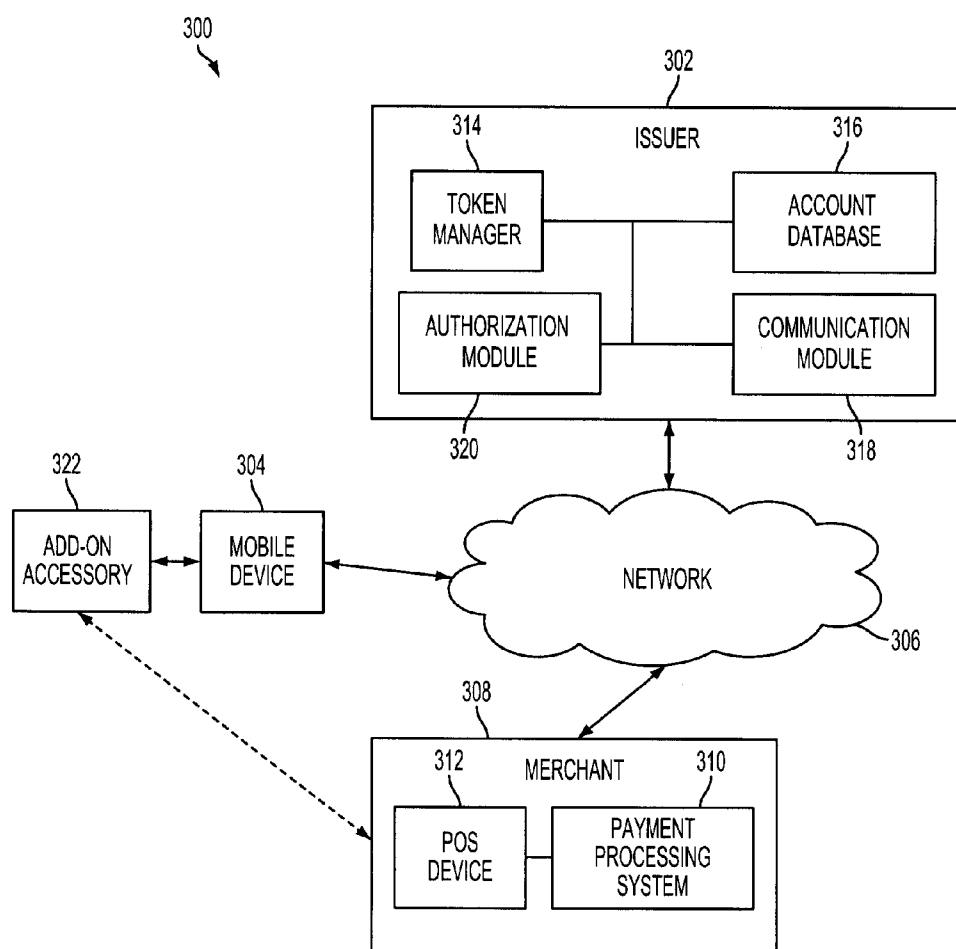 300
302
ISSUER
314
316
TOKEN
MANAGER
ACCOUNT
DATABASE
AUTHORIZATION
MODULE
COMMUNICATION
MODULE
320
318
322
304
ADD-ON
ACCESSORY
MOBILE
DEVICE
NETWORK
306
308
MERCHANT
312
310
POS
DEVICE
PAYMENT
PROCESSING
SYSTEM